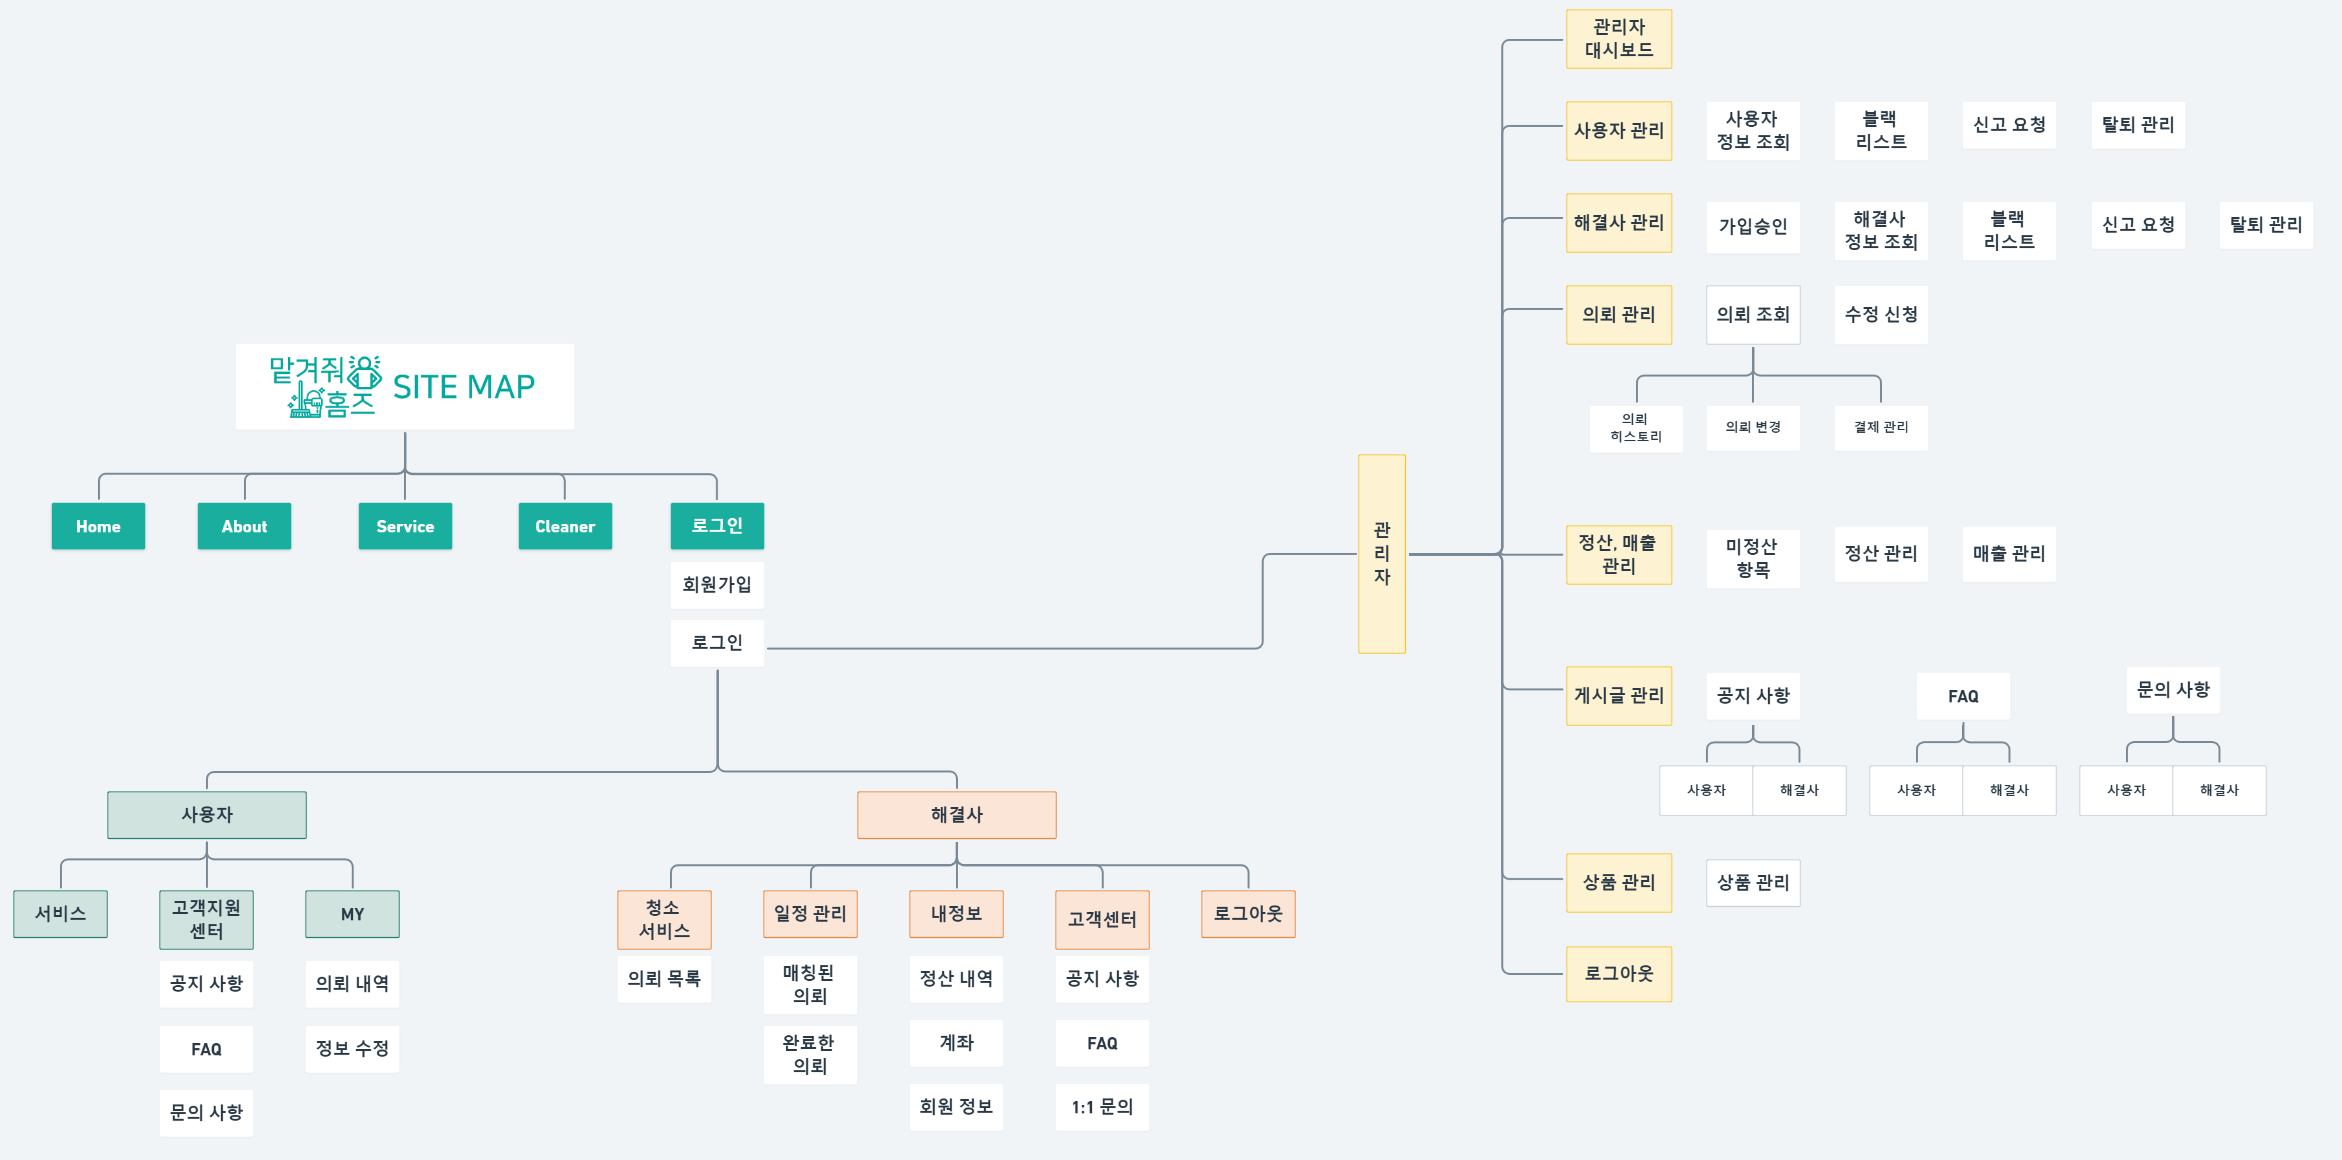 맡겨줘
홈즈
SITE MAP
Home
About
Service
Cleaner
로그인
회원가입
로그인
사용자
서비스
고객지원
센터
MY
공지 사항
의뢰 내역
FAQ
정보 수정
문의 사항
해결사
청소
서비스
일정 관리
내정보
고객센터
로그아웃
의뢰 목록
매칭된
의뢰
정산 내역
공지 사항
완료한
의뢰
계좌
FAQ
회원 정보
1:1 문의
관
리
자
관리자
대시보드
사용자 관리
사용자
정보 조회
블랙
리스트
신고 요청
탈퇴 관리
해결사 관리
가입승인
해결사
정보 조회
블랙
리스트
신고 요청
탈퇴 관리
의뢰 관리
의뢰 조회
수정 신청
의뢰
히스토리
의뢰 변경
결제 관리
정산, 매출
관리
미정산
항목
정산 관리
매출 관리
게시글 관리
공지 사항
FAQ
문의 사항
사용자
해결사
사용자
해결사
사용자
해결사
상품 관리
상품 관리
로그아웃